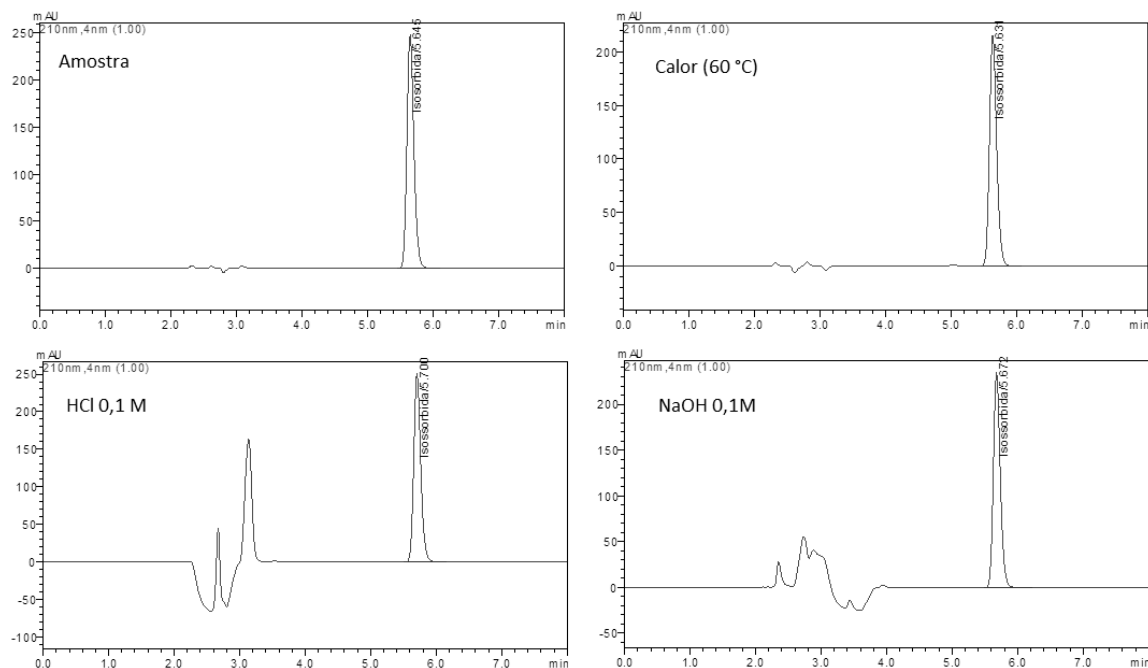 mAU
210nm,4nm (1.00)
Amostra
Isossorbida/5.645
250
200
150
100
50
0
0.0 1.0 2.0 3.0 4.0 5.0 6.0 7.0 min
mAU
210nm,4nm (1.00)
Calor (60 °C)
Isossorbida/5.631
200
150
100
50
0
0.0 1.0 2.0 3.0 4.0 5.0 6.0 7.0 min
mAU
210nm,4nm (1.00)
HCl 0,1 M
Isossorbida/5.700
250
200
150
100
50
0
-50
-100
0.0 1.0 2.0 3.0 4.0 5.0 6.0 7.0 min
mAU
210nm,4nm (1.00)
NaOH 0,1M
Isossorbida/5.672
200
150
100
50
0
-50
0.0 1.0 2.0 3.0 4.0 5.0 6.0 7.0 min